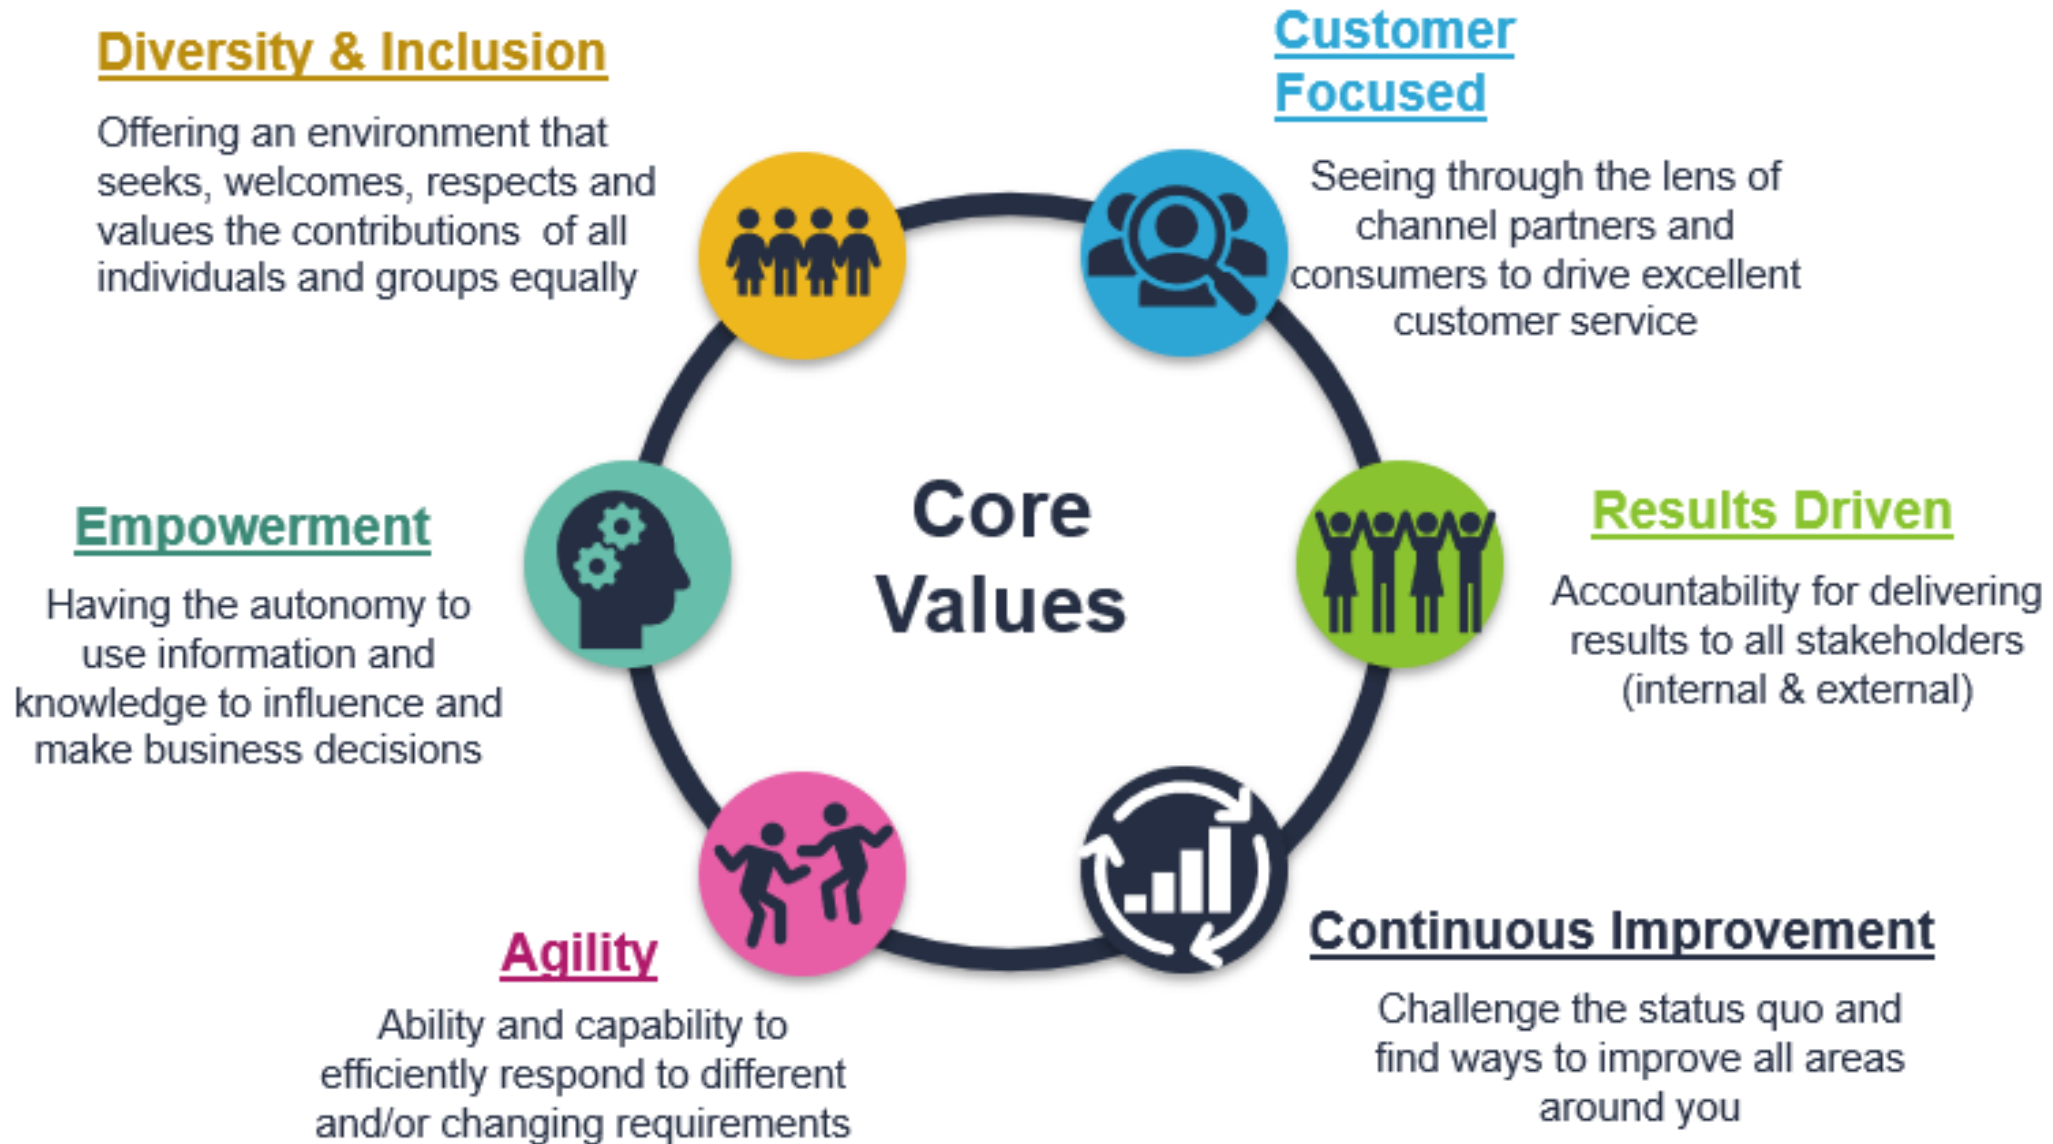 Diversity & Inclusion
Offering an environment that
seeks, welcomes, respects and
values the contributions  of all
individuals and groups equally
Customer
Focused
Seeing through the lens of
channel partners and
consumers to drive excellent
customer service
Empowerment
Having the autonomy to
use information and
knowledge to influence and
make business decisions
Core
Values
Results Driven
Accountability for delivering
results to all stakeholders
(internal & external)
Agility
Ability and capability to
efficiently respond to different
and/or changing requirements
Continuous Improvement
Challenge the status quo and
find ways to improve all areas
around you